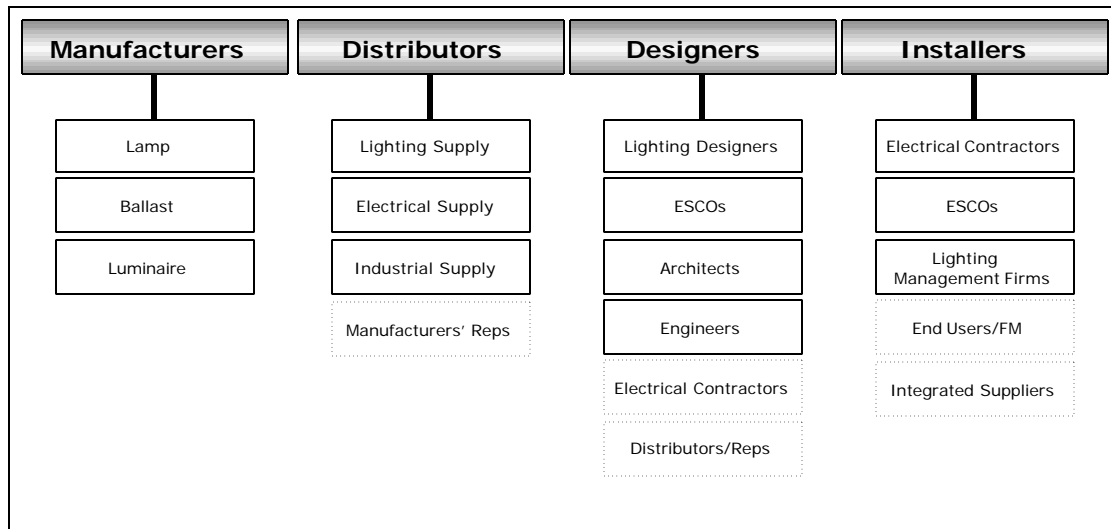 Manufacturers
Lamp
Ballast
Luminaire
Distributors
Lighting Supply
Electrical Supply
Industrial Supply
Manufacturers’ Reps
Designers
Lighting Designers
ESCOs
Architects
Engineers
Electrical Contractors
Distributors/Reps
Installers
Electrical Contractors
ESCOs
Lighting
Management Firms
End Users/FM
Integrated Suppliers